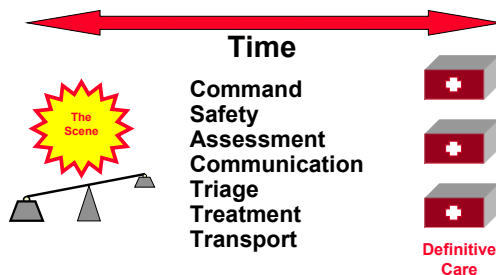 Time
The
Scene
Command
Safety
Assessment
Communication
Triage
Treatment
Transport
Definitive
Care